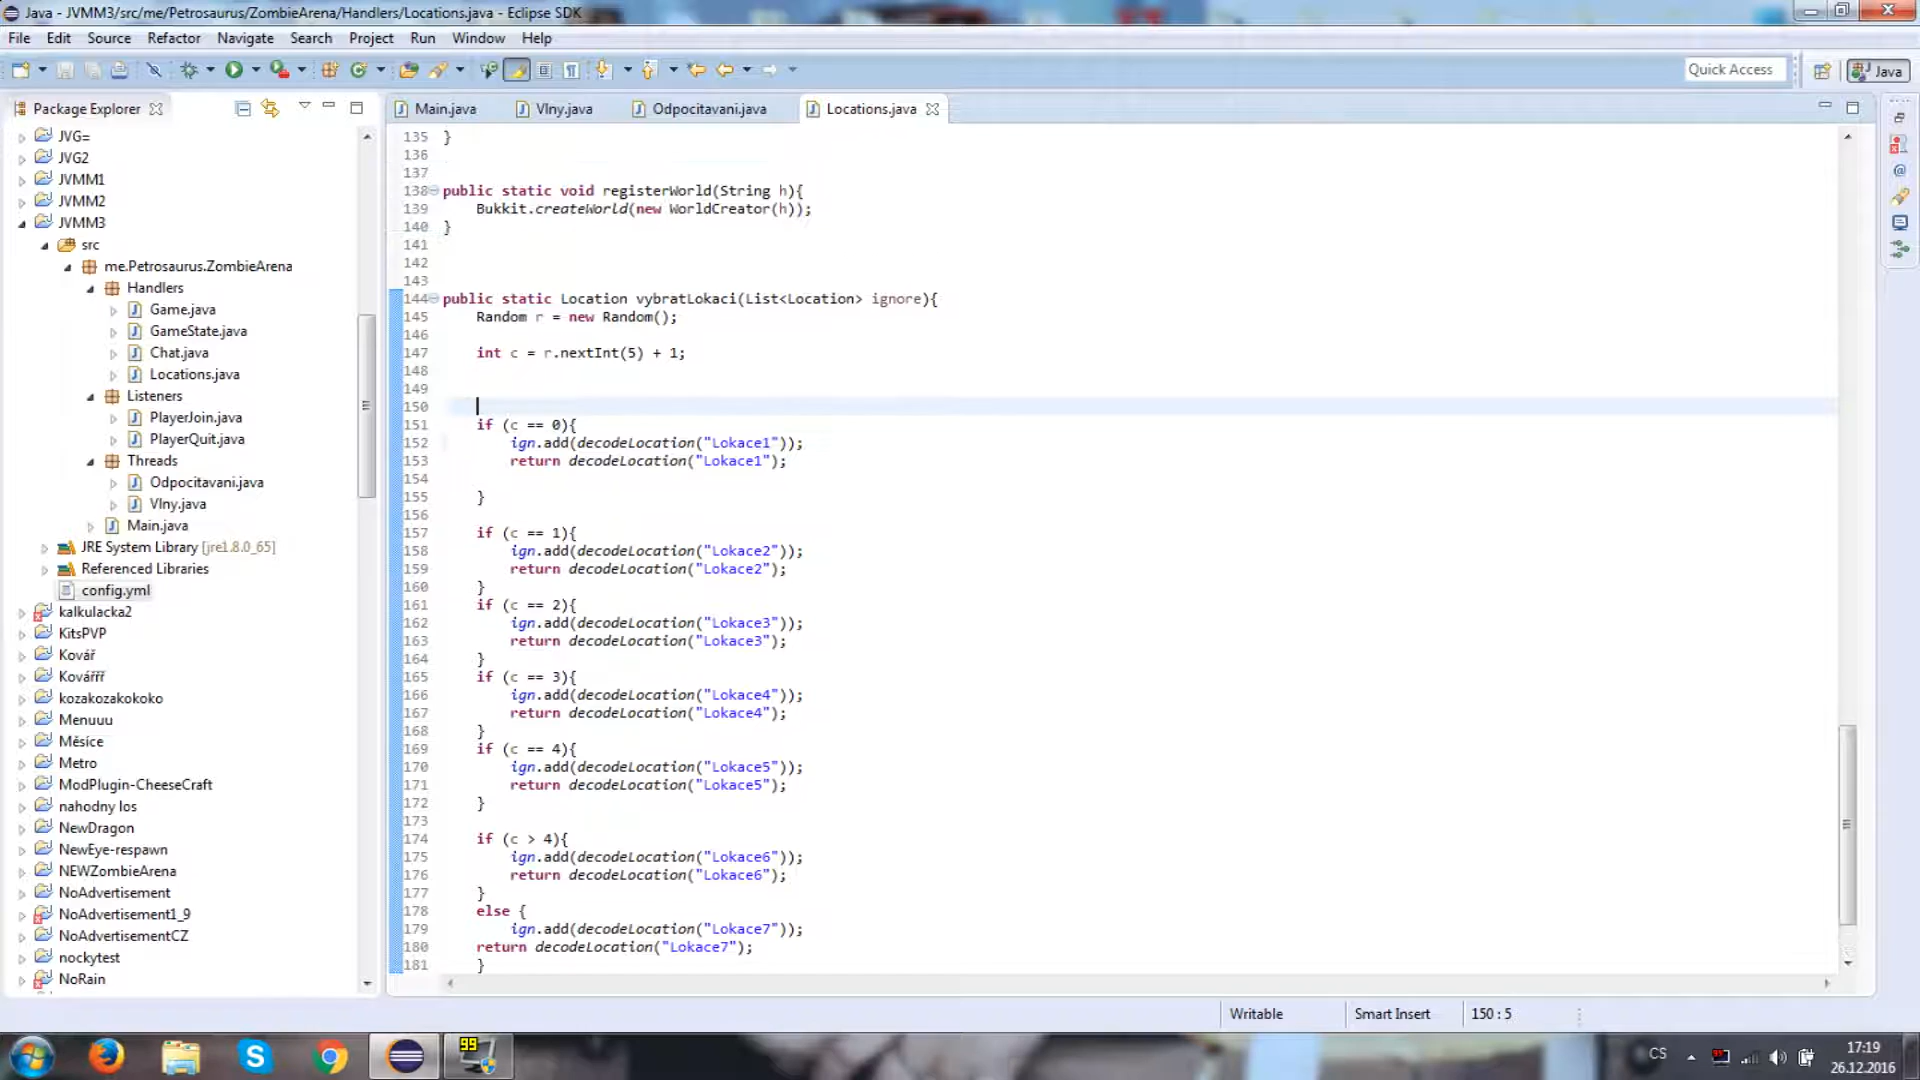 Java - JVMM3/src/me/Petrosaurus/ZombieArena/Handlers/Locations.java - Eclipse SDK
File Edit Source Refactor Navigate Search Project Run Window Help
Quick Access
Java
Package Explorer
JVG=
JVG2
JVMM1
JVMM2
JVMM3
src
me.Petrosaurus.ZombieArena
Handlers
Game.java
GameState.java
Chat.java
Locations.java
Listeners
PlayerJoin.java
PlayerQuit.java
Threads
Odpocitavani.java
Vlny.java
Main.java
JRE System Library [jre1.8.0_65]
Referenced Libraries
config.yml
kalkulacka2
KitsPVP
Kovář
Kovářřř
kozakozakokoko
Menuuu
Měsíce
Metro
ModPlugin-CheeseCraft
nahodny los
NewDragon
NewEye-respawn
NEWZombieArena
NoAdvertisement
NoAdvertisement1_9
NoAdvertisementCZ
nockytest
NoRain
Main.java Vlny.java Odpocitavani.java Locations.java
135 }
136
137
138 public static void registerWorld(String h){
139 Bukkit.createWorld(new WorldCreator(h));
140 }
141
142
143
144 public static Location vybratLokaci(List<Location> ignore){
145 Random r = new Random();
146
147 int c = r.nextInt(5) + 1;
148
149
150
151 if (c == 0){
152 ign.add(decodeLocation("Lokace1"));
153 return decodeLocation("Lokace1");
154
155 }
156
157 if (c == 1){
158 ign.add(decodeLocation("Lokace2"));
159 return decodeLocation("Lokace2");
160 }
161 if (c == 2){
162 ign.add(decodeLocation("Lokace3"));
163 return decodeLocation("Lokace3");
164 }
165 if (c == 3){
166 ign.add(decodeLocation("Lokace4"));
167 return decodeLocation("Lokace4");
168 }
169 if (c == 4){
170 ign.add(decodeLocation("Lokace5"));
171 return decodeLocation("Lokace5");
172 }
173
174 if (c > 4){
175 ign.add(decodeLocation("Lokace6"));
176 return decodeLocation("Lokace6");
177 }
178 else {
179 ign.add(decodeLocation("Lokace7"));
180 return decodeLocation("Lokace7");
181 }
Writable Smart Insert 150 : 5
99
CS
17:19
26.12.2016